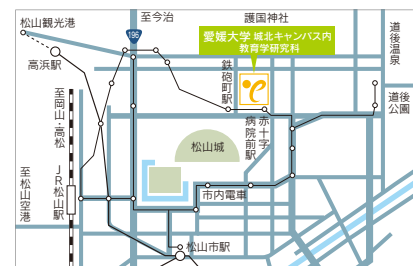 松山観光港
至今治
護国神社
196
愛媛大学 城北キャンパス内
教育学研究科
道後温泉
高浜駅
鉄砲町駅
道後
公園
至岡山・高松
赤十字
病院前駅
松山城
JR松山駅
至松山空港
市内電車
松山市駅